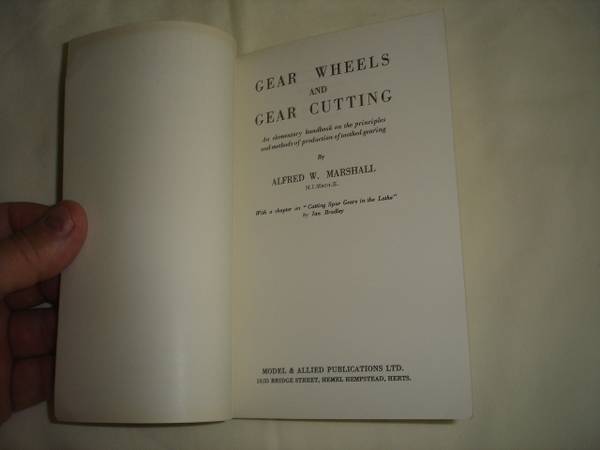 GEAR WHEELS
AND
GEAR CUTTING
An elementary handbook on the principles
and methods of production of toothed gearing
By
ALFRED W. MARSHALL
M.I.Mech.E.
With a chapter on "Cutting Spur Gears in the Lathe"
by Ian Bradley
MODEL & ALLIED PUBLICATIONS LTD.
BRIDGE STREET, HEMEL HEMPSTEAD, HERTS.